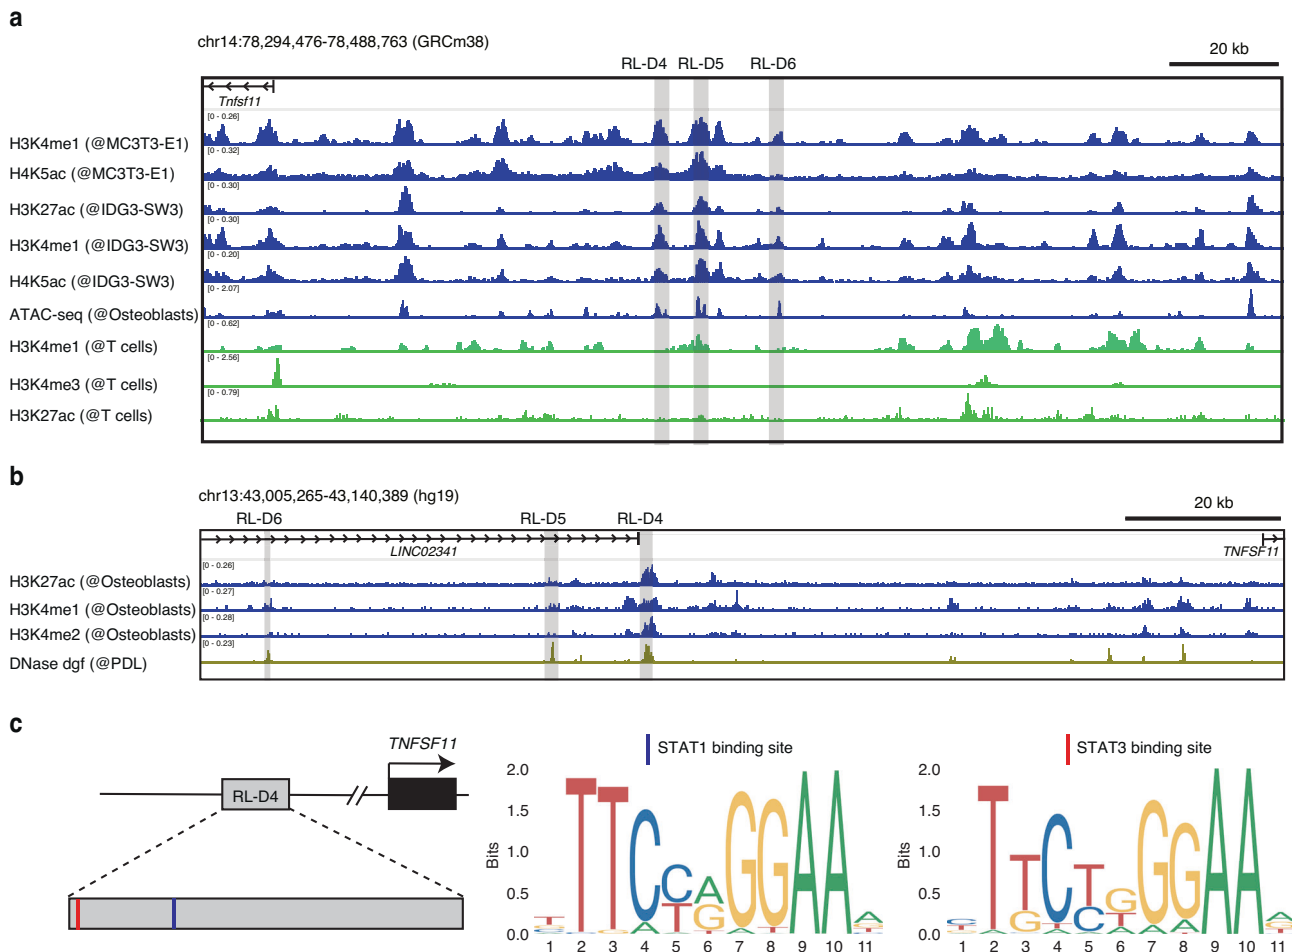 a
chr14:78,294,476-78,488,763 (GRCm38)
20 kb
RL-D4 RL-D5 RL-D6
Tnfsf11
[0 - 0.26]
H3K4me1 (@MC3T3-E1)
[0 - 0.32]
H4K5ac (@MC3T3-E1)
[0 - 0.30]
H3K27ac (@IDG3-SW3)
[0 - 0.30]
H3K4me1 (@IDG3-SW3)
[0 - 0.20]
H4K5ac (@IDG3-SW3)
[0 - 2.07]
ATAC-seq (@Osteoblasts)
[0 - 0.62]
H3K4me1 (@T cells)
[0 - 2.56]
H3K4me3 (@T cells)
[0 - 0.79]
H3K27ac (@T cells)
b
chr13:43,005,265-43,140,389 (hg19)
20 kb
RL-D6 RL-D5 RL-D4
LINC02341 TNFSF11
[0 - 0.26]
H3K27ac (@Osteoblasts)
[0 - 0.27]
H3K4me1 (@Osteoblasts)
[0 - 0.28]
H3K4me2 (@Osteoblasts)
[0 - 0.23]
DNase dgf (@PDL)
c
TNFSF11
RL-D4
STAT1 binding site
2.0
1.5
1.0
0.5
0.0
Bits
1 2 3 4 5 6 7 8 9 10 11
STAT3 binding site
2.0
1.5
1.0
0.5
0.0
Bits
1 2 3 4 5 6 7 8 9 10 11